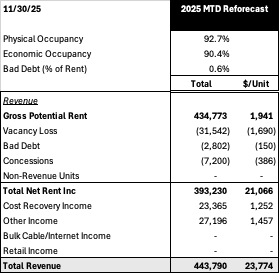 11/30/25 2025 MTD Reforecast
Physical Occupancy 92.7%
Economic Occupancy 90.4%
Bad Debt (% of Rent) 0.6%
Total $/Unit
Revenue
Gross Potential Rent 434,773 1,941
Vacancy Loss (31,542) (1,690)
Bad Debt (2,802) (150)
Concessions (7,200) (386)
Non-Revenue Units - -
Total Net Rent Inc 393,230 21,066
Cost Recovery Income 23,365 1,252
Other Income 27,196 1,457
Bulk Cable/Internet Income - -
Retail Income - -
Total Revenue 443,790 23,774